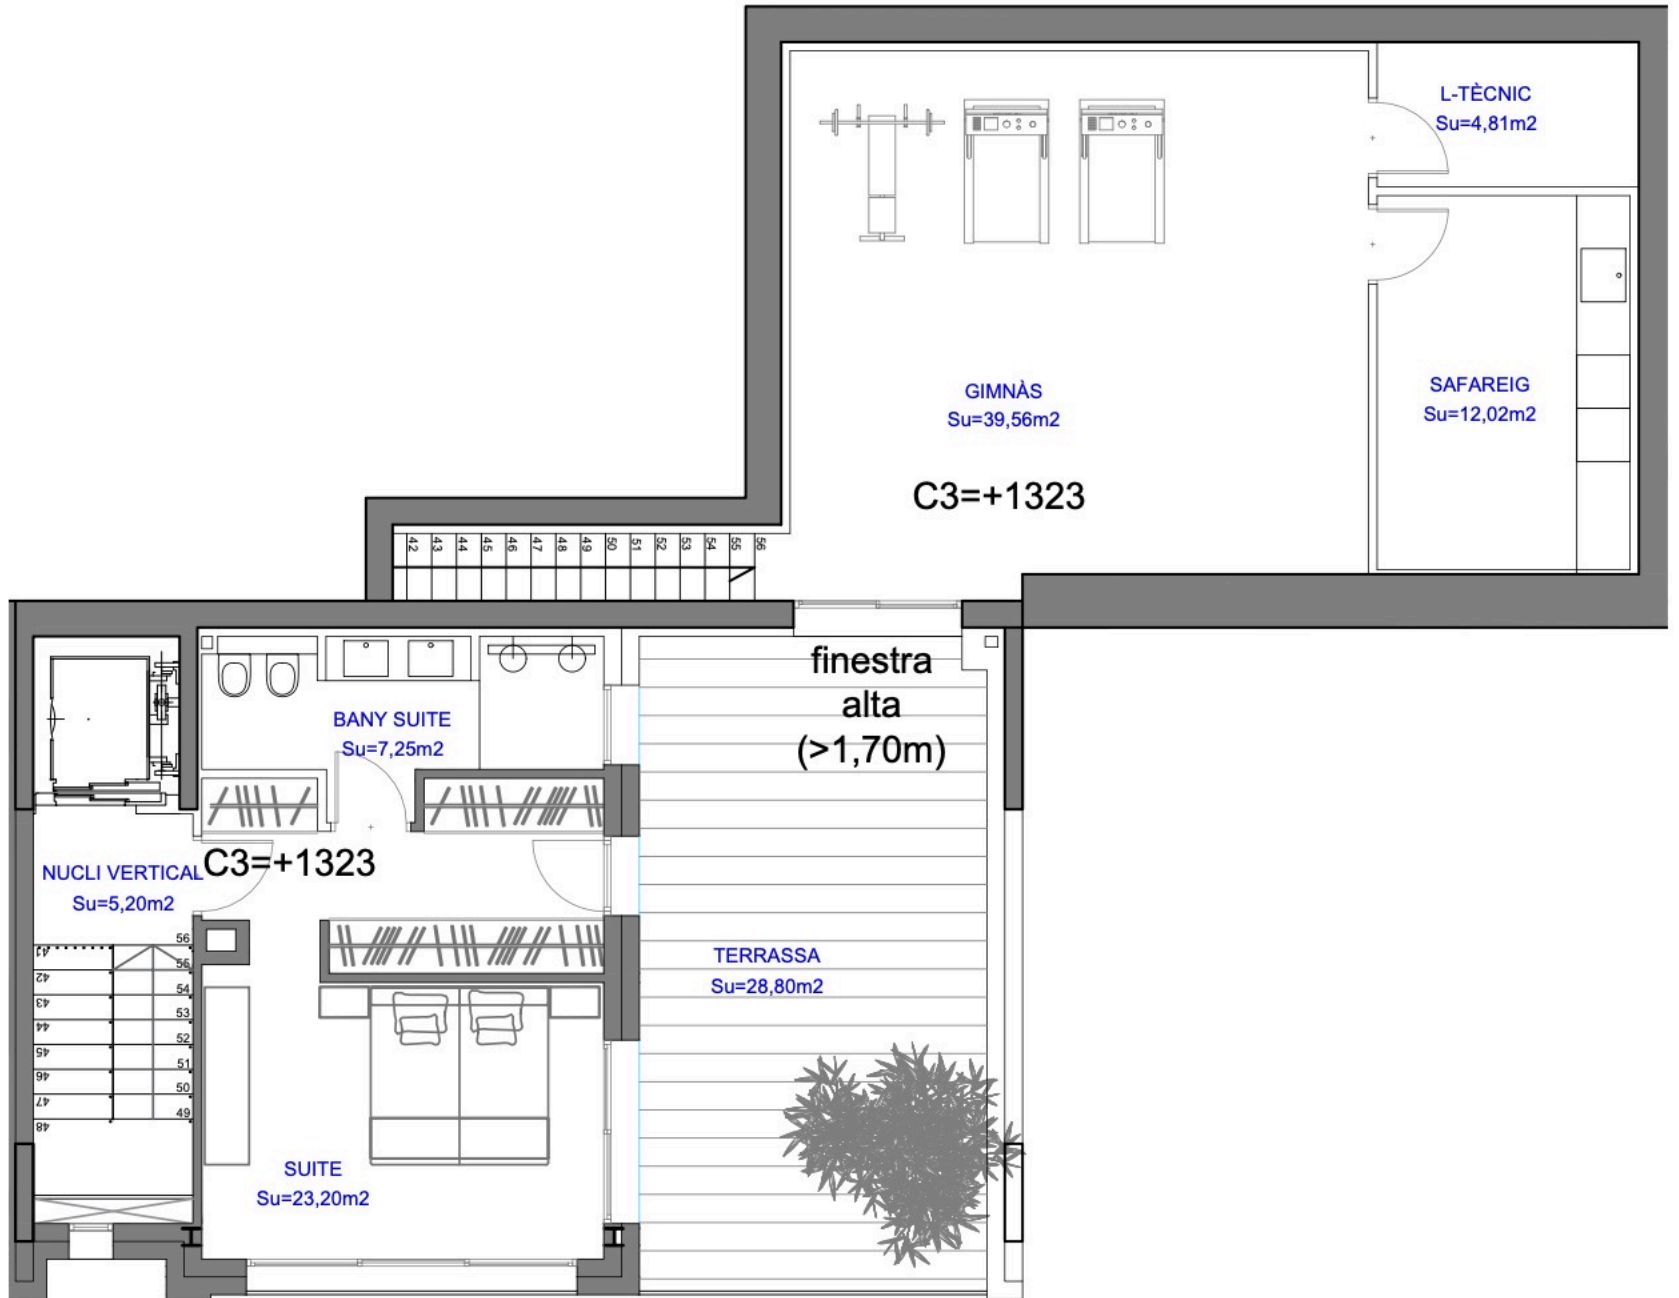 L-TÈCNIC
Su=4,81m2
GIMNÀS
Su=39,56m2
SAFAREIG
Su=12,02m2
C3=+1323
42 43 44 45 46 47 48 49 50 51 52 53 54 55 56
finestra
alta
(>1,70m)
BANY SUITE
Su=7,25m2
C3=+1323
NUCLI VERTICAL
Su=5,20m2
TERRASSA
Su=28,80m2
41 56
42 55
43 54
44 53
45 52
46 51
47 50
48 49
SUITE
Su=23,20m2